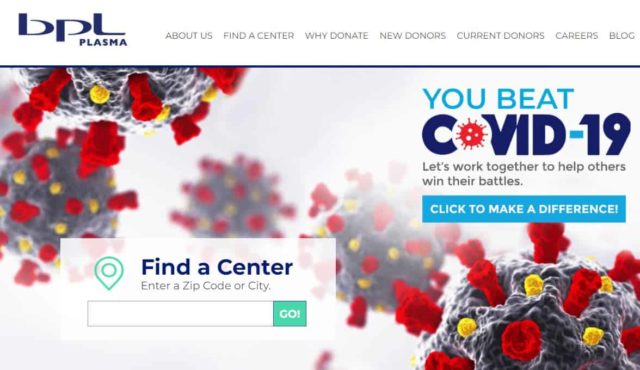 bpl
PLASMA
ABOUT US FIND A CENTER WHY DONATE NEW DONORS CURRENT DONORS CAREERS BLOG
YOU BEAT
COVID-19
Let's work together to help others
win their battles.
CLICK TO MAKE A DIFFERENCE!
Find a Center
Enter a Zip Code or City.
GO!